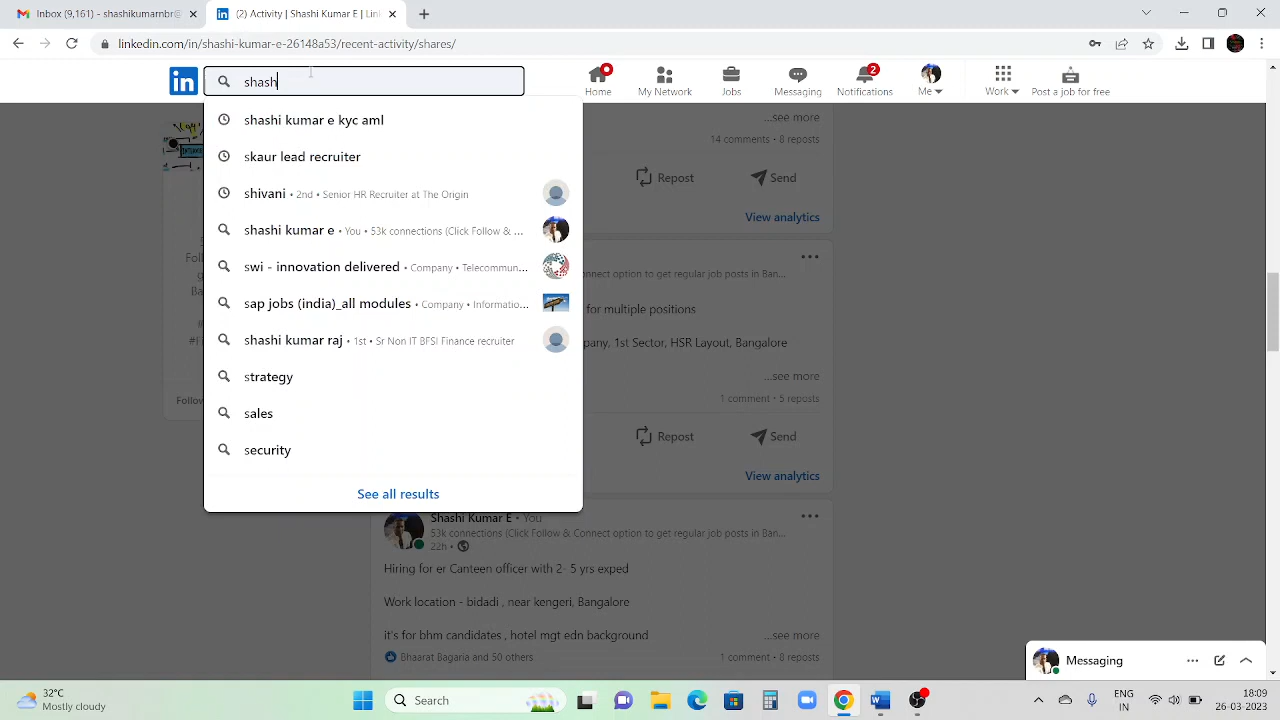 Inbox (9,161) - shashikumarnbr@
(2) Activity | Shashi Kumar E | Lin
linkedin.com/in/shashi-kumar-e-26148a53/recent-activity/shares/
in
shash
Home
My Network
Jobs
Messaging
2
Notifications
Me
Work
Post a job for free
shashi kumar e kyc aml
skaur lead recruiter
shivani • 2nd • Senior HR Recruiter at The Origin
shashi kumar e • You • 53k connections (Click Follow & ...
swi - innovation delivered • Company • Telecommun...
sap jobs (india)_all modules • Company • Informatio...
shashi kumar raj • 1st • Sr Non IT BFSI Finance recruiter
strategy
sales
security
See all results
...see more
14 comments • 8 reposts
Repost
Send
View analytics
nnect option to get regular job posts in Ban...
for multiple positions
pany, 1st Sector, HSR Layout, Bangalore
...see more
1 comment • 5 reposts
Repost
Send
View analytics
Follow
Shashi Kumar E • You
53k connections (Click Follow & Connect option to get regular job posts in Ban...
22h •
Hiring for er Canteen officer with 2- 5 yrs exped
Work location - bidadi , near kengeri, Bangalore
it's for bhm candidates , hotel mgt edn background
...see more
Bhaarat Bagaria and 50 others
1 comment • 8 reposts
Messaging
32°C
Mostly cloudy
Search
ENG
IN
18:09
26-03-2023